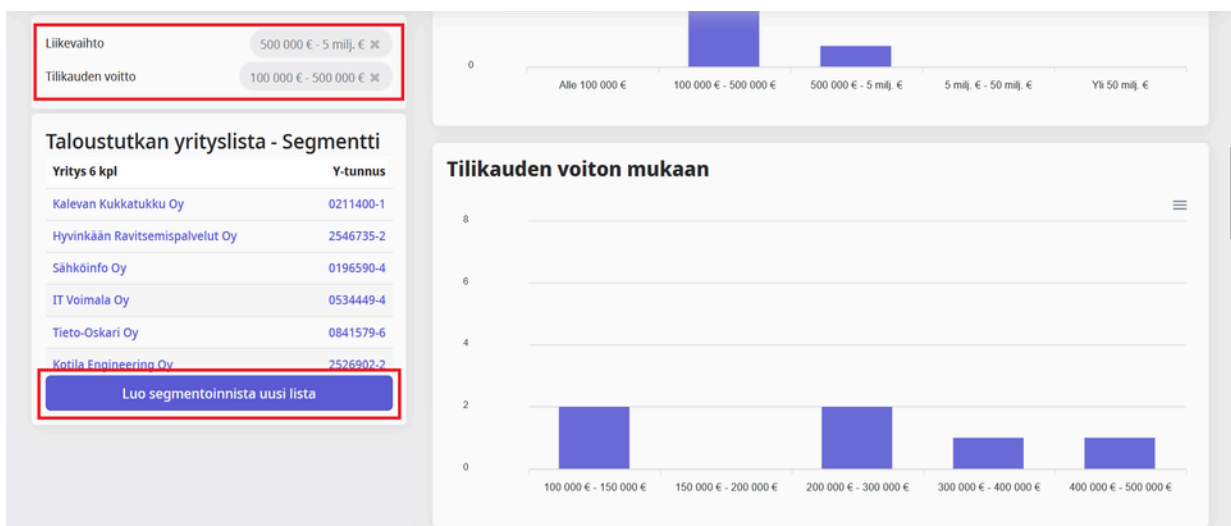 Liikevaihto 500 000 € - 5 milj. € ✖
Tilikauden voitto 100 000 € - 500 000 € ✖
Taloustutkan yrityslista - Segmentti
Yritys 6 kpl Y-tunnus
Kalevan Kukkatukku Oy 0211400-1
Hyvinkään Ravitsemispalvelut Oy 2546735-2
Sähköinfo Oy 0196590-4
IT Voimala Oy 0534449-4
Tieto-Oskari Oy 0841579-6
Kotila Engineering Oy 2526902-2
Luo segmentoinnista uusi lista
0
Alle 100 000 € 100 000 € - 500 000 € 500 000 € - 5 milj. € 5 milj. € - 50 milj. € Yli 50 milj. €
Tilikauden voiton mukaan
8
6
4
2
0
100 000 € - 150 000 € 150 000 € - 200 000 € 200 000 € - 300 000 € 300 000 € - 400 000 € 400 000 € - 500 000 €